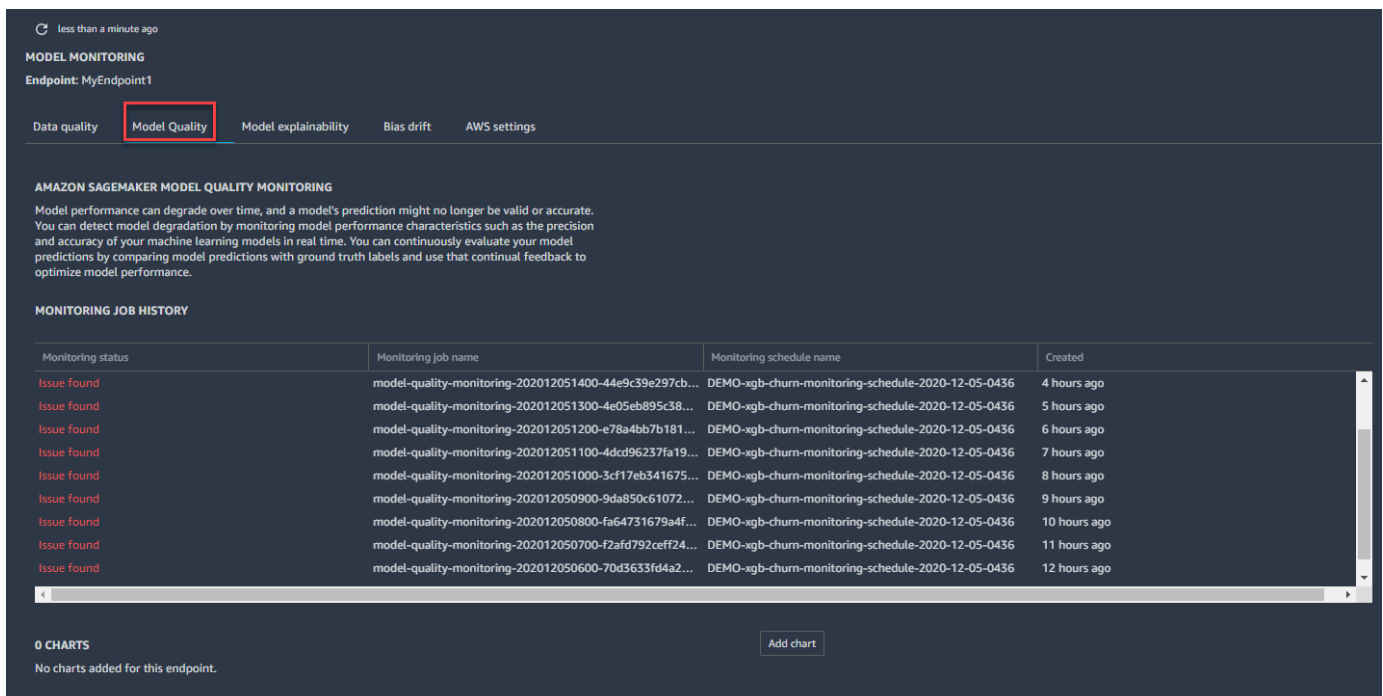 less than a minute ago
MODEL MONITORING
Endpoint: MyEndpoint1
Data quality Model Quality Model explainability Bias drift AWS settings
AMAZON SAGEMAKER MODEL QUALITY MONITORING
Model performance can degrade over time, and a model's prediction might no longer be valid or accurate.
You can detect model degradation by monitoring model performance characteristics such as the precision
and accuracy of your machine learning models in real time. You can continuously evaluate your model
predictions by comparing model predictions with ground truth labels and use that continual feedback to
optimize model performance.
MONITORING JOB HISTORY
Monitoring status Monitoring job name Monitoring schedule name Created
Issue found model-quality-monitoring-202012051400-44e9c39e297cb... DEMO-xgb-churn-monitoring-schedule-2020-12-05-0436 4 hours ago
Issue found model-quality-monitoring-202012051300-4e05eb895c38... DEMO-xgb-churn-monitoring-schedule-2020-12-05-0436 5 hours ago
Issue found model-quality-monitoring-202012051200-e78a4bb7b181... DEMO-xgb-churn-monitoring-schedule-2020-12-05-0436 6 hours ago
Issue found model-quality-monitoring-202012051100-4dcd96237fa19... DEMO-xgb-churn-monitoring-schedule-2020-12-05-0436 7 hours ago
Issue found model-quality-monitoring-202012051000-3cf17eb341675... DEMO-xgb-churn-monitoring-schedule-2020-12-05-0436 8 hours ago
Issue found model-quality-monitoring-202012050900-9da850c61072... DEMO-xgb-churn-monitoring-schedule-2020-12-05-0436 9 hours ago
Issue found model-quality-monitoring-202012050800-fa64731679a4f... DEMO-xgb-churn-monitoring-schedule-2020-12-05-0436 10 hours ago
Issue found model-quality-monitoring-202012050700-f2afd792ceff24... DEMO-xgb-churn-monitoring-schedule-2020-12-05-0436 11 hours ago
Issue found model-quality-monitoring-202012050600-70d3633fd4a2... DEMO-xgb-churn-monitoring-schedule-2020-12-05-0436 12 hours ago
0 CHARTS Add chart
No charts added for this endpoint.